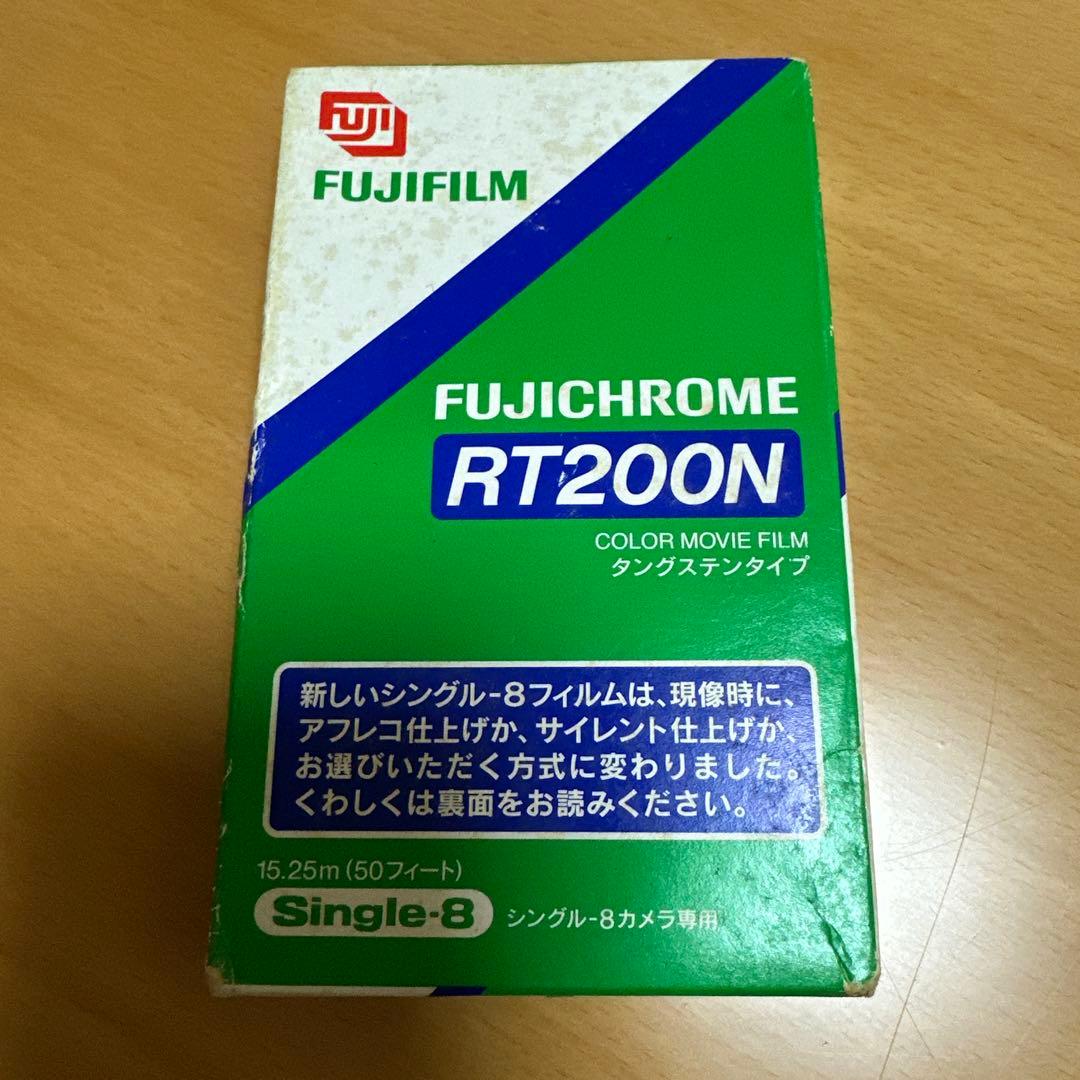 FUJI
FUJIFILM
FUJICHROME
RT200N
COLOR MOVIE FILM
タングステンタイプ
新しいシングル-8フィルムは、現像時に、
アフレコ仕上げか、サイレント仕上げか、
お選びいただく方式に変わりました。
くわしくは裏面をお読みください。
15.25m(50フィート)
Single-8 シングル-8カメラ専用